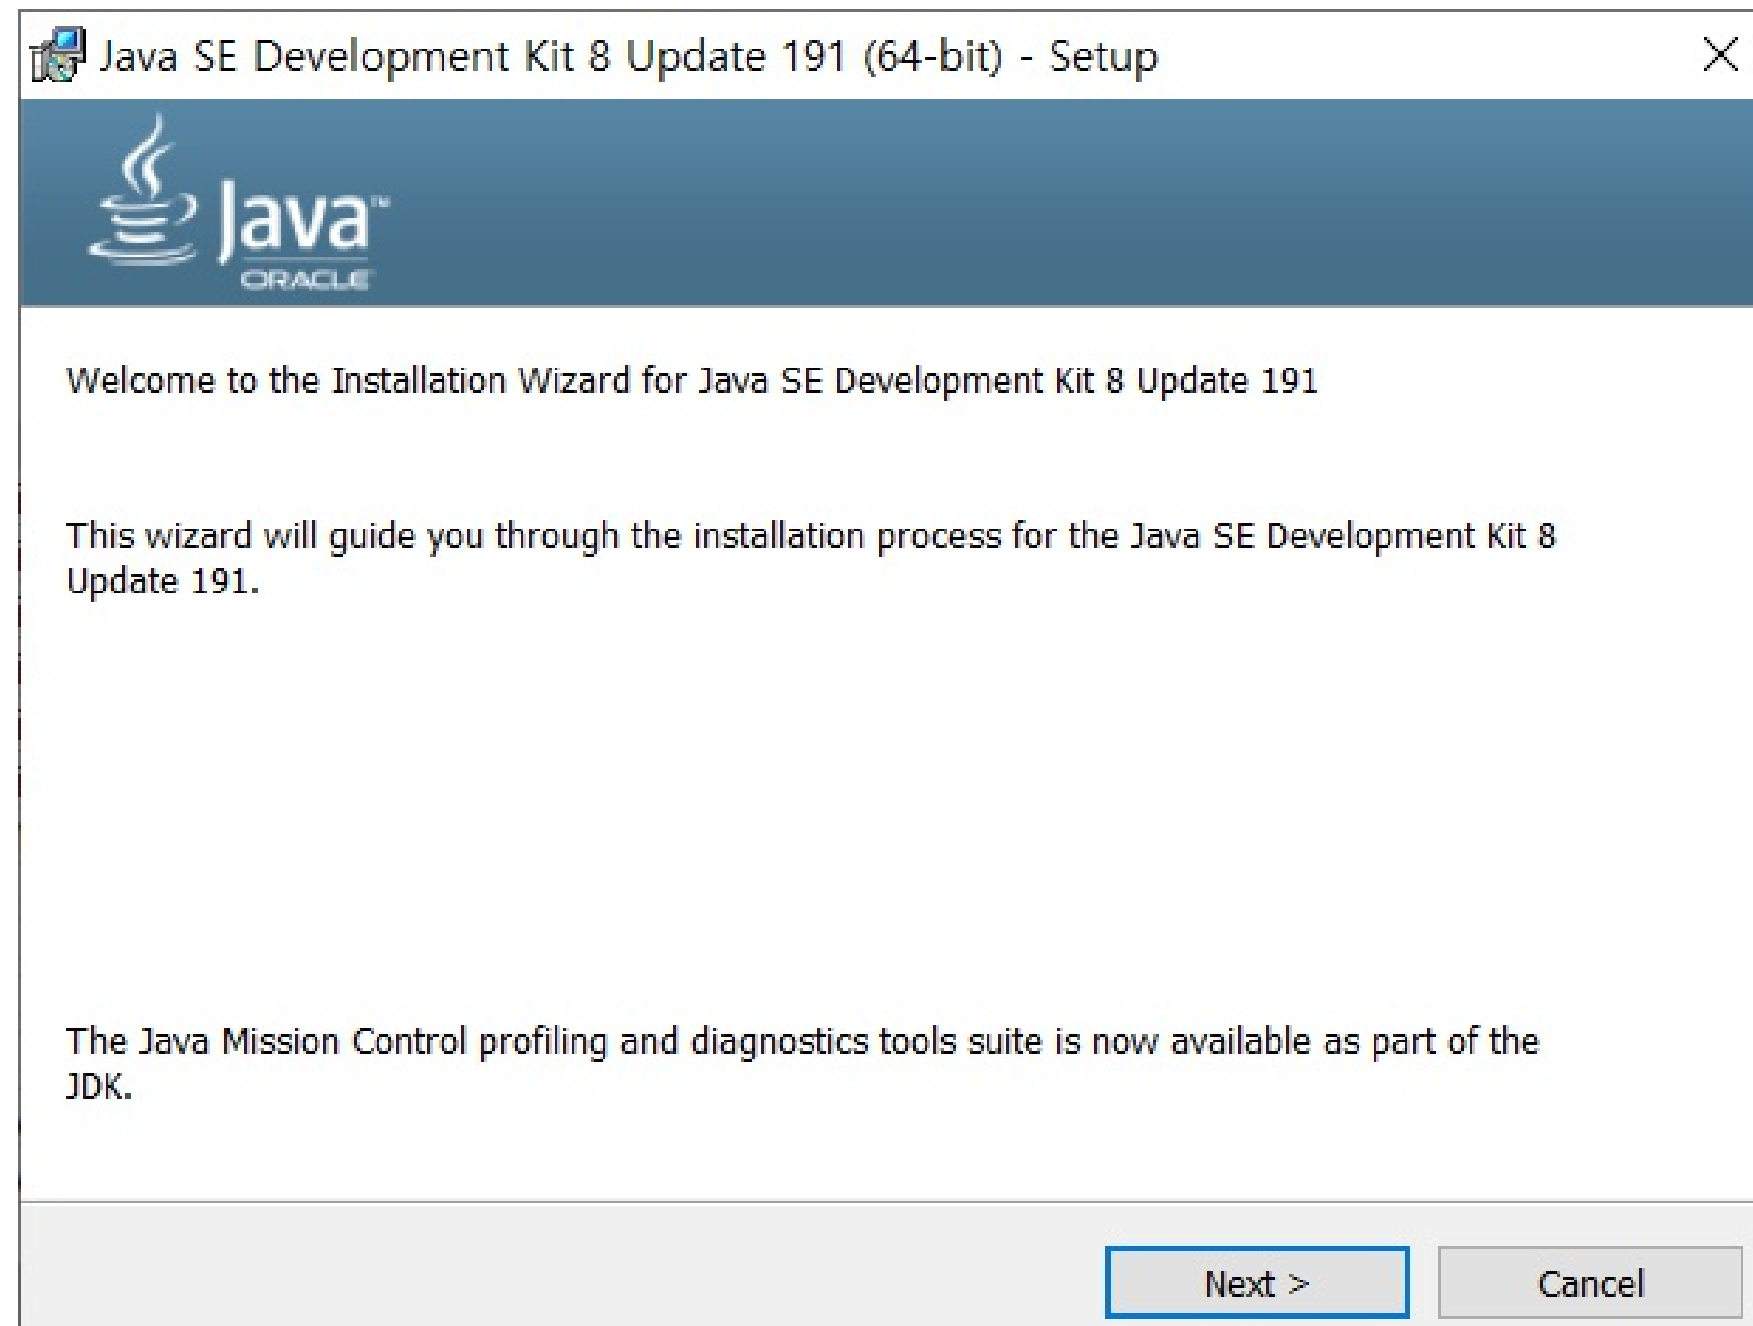 Java SE Development Kit 8 Update 191 (64-bit) - Setup
Java™
ORACLE
Welcome to the Installation Wizard for Java SE Development Kit 8 Update 191
This wizard will guide you through the installation process for the Java SE Development Kit 8
Update 191.
The Java Mission Control profiling and diagnostics tools suite is now available as part of the
JDK.
Next >
Cancel